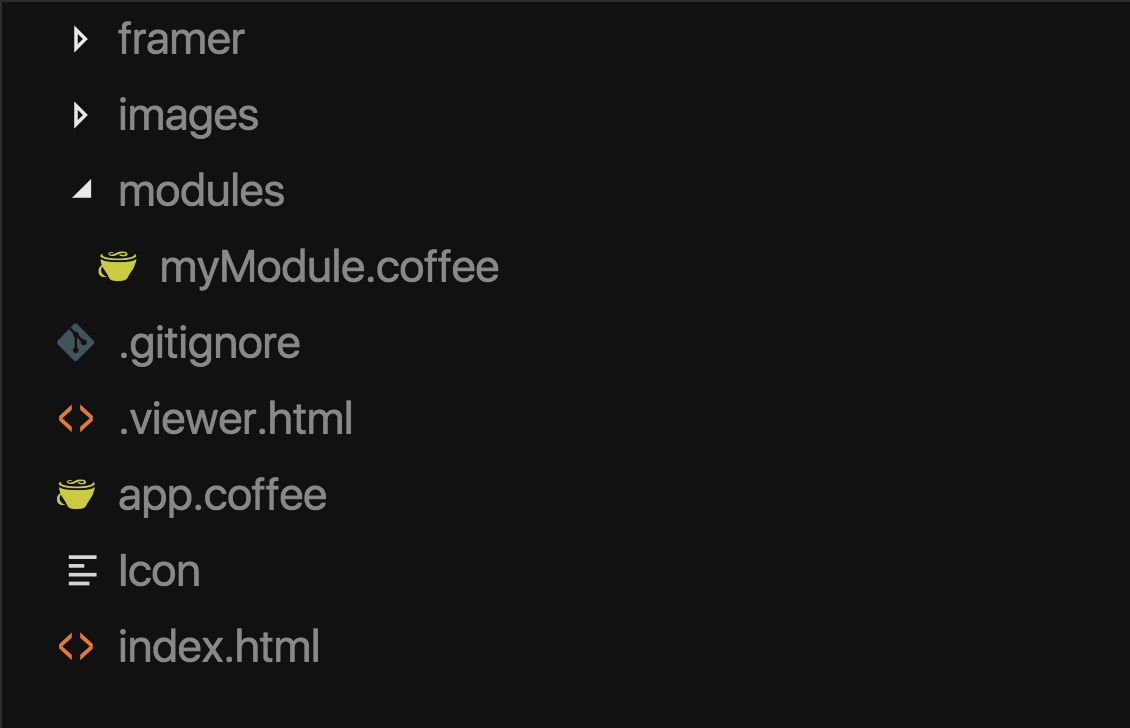 framer
images
modules
myModule.coffee
.gitignore
.viewer.html
app.coffee
Icon
index.html